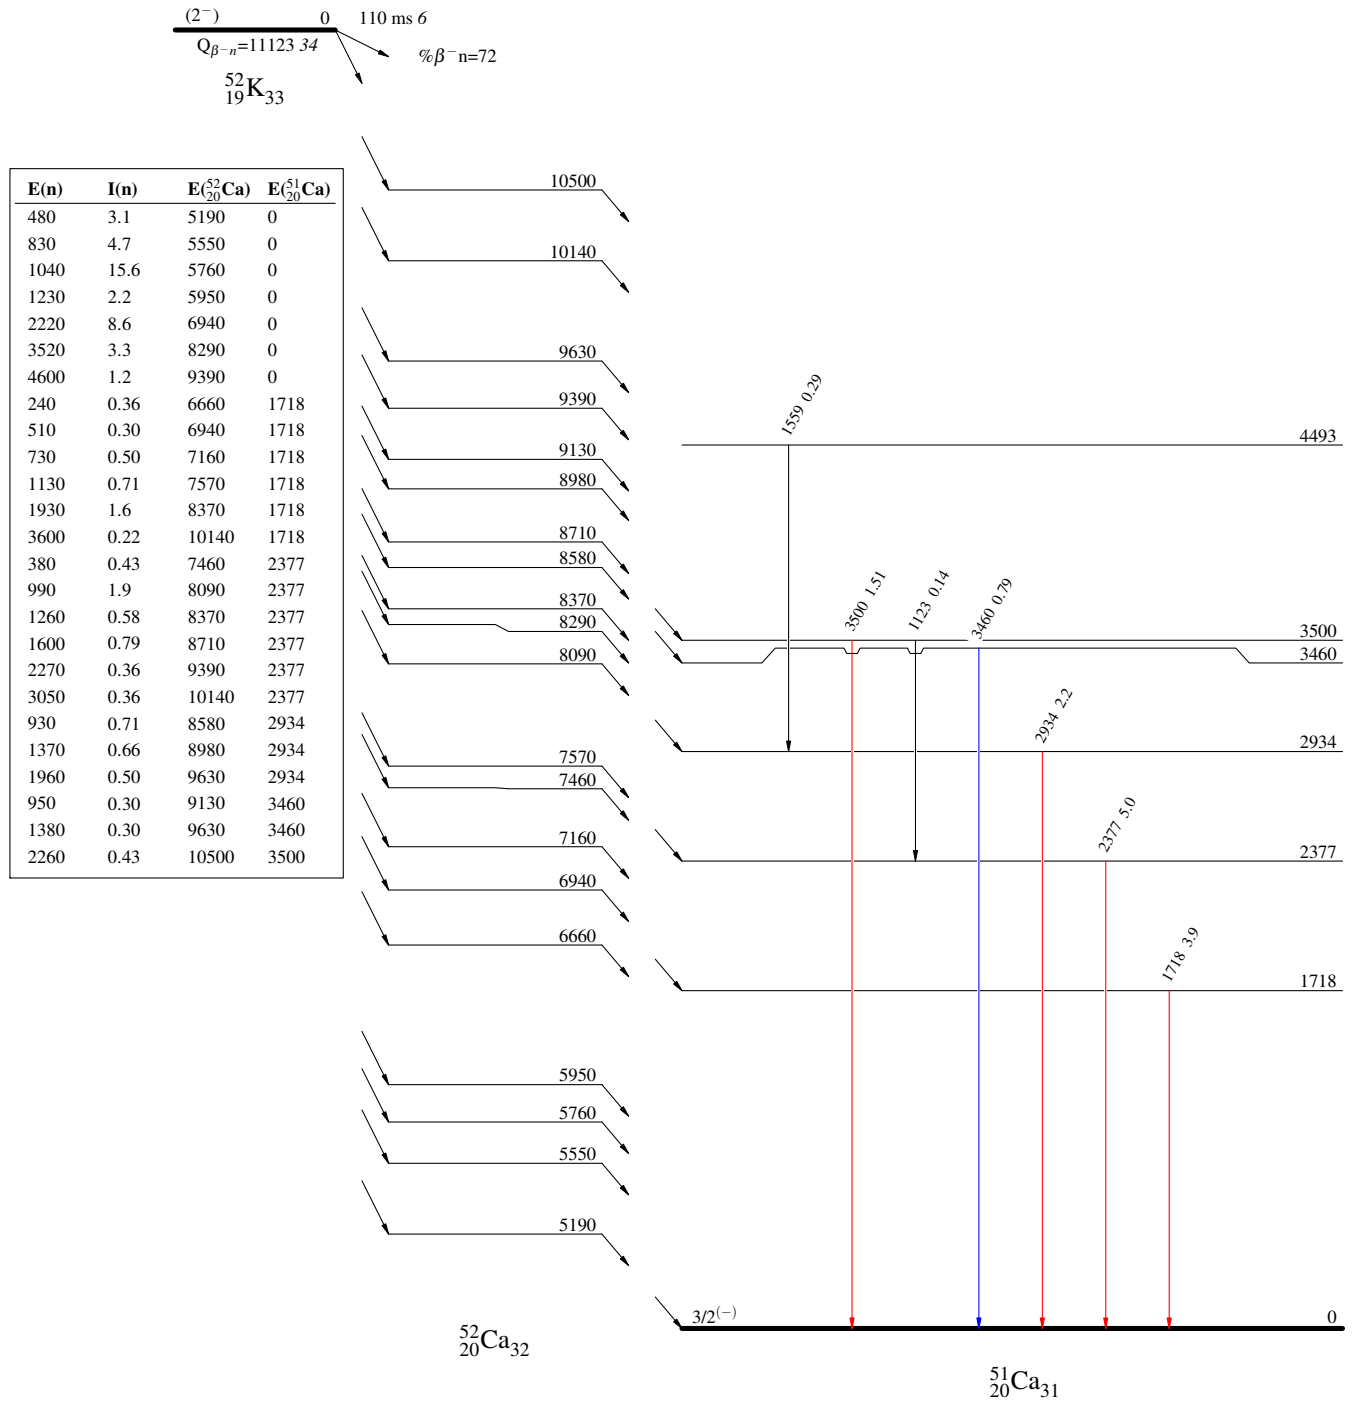 (2⁻) 0 110 ms 6
Qβ⁻n=11123 34
%β⁻n=72
⁵²₁₉K₃₃
E(n) I(n) E(⁵²₂₀Ca) E(⁵¹₂₀Ca)
480 3.1 5190 0
830 4.7 5550 0
1040 15.6 5760 0
1230 2.2 5950 0
2220 8.6 6940 0
3520 3.3 8290 0
4600 1.2 9390 0
240 0.36 6660 1718
510 0.30 6940 1718
730 0.50 7160 1718
1130 0.71 7570 1718
1930 1.6 8370 1718
3600 0.22 10140 1718
380 0.43 7460 2377
990 1.9 8090 2377
1260 0.58 8370 2377
1600 0.79 8710 2377
2270 0.36 9390 2377
3050 0.36 10140 2377
930 0.71 8580 2934
1370 0.66 8980 2934
1960 0.50 9630 2934
950 0.30 9130 3460
1380 0.30 9630 3460
2260 0.43 10500 3500
10500
10140
9630
9390
9130
8980
8710
8580
8370
8290
8090
7570
7460
7160
6940
6660
5950
5760
5550
5190
⁵²₂₀Ca₃₂
1559 0.29
3500 1.51
1123 0.14
3460 0.79
2934 2.2
2377 5.0
1718 3.9
4493
3500
3460
2934
2377
1718
3/2⁽⁻⁾ 0
⁵¹₂₀Ca₃₁